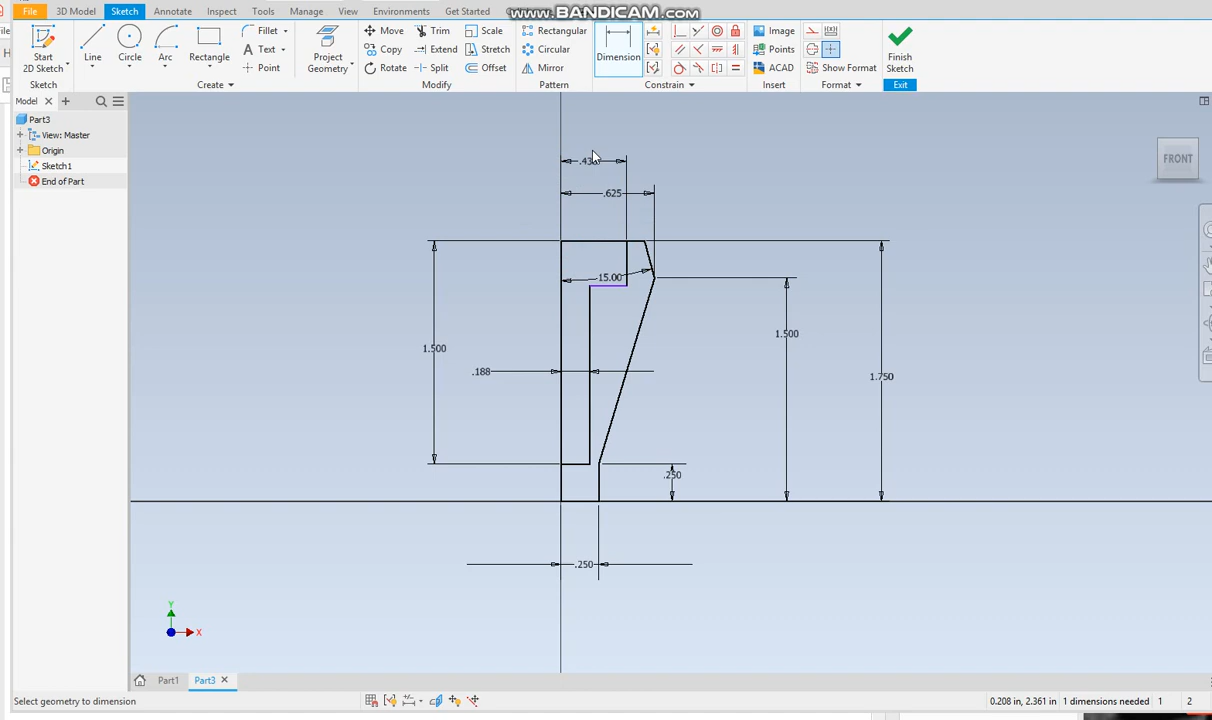 www.BANDICAM.com
File 3D Model Sketch Annotate Inspect Tools Manage View Environments Get Started
Start 2D Sketch
Line
Circle
Arc
Rectangle
Fillet
Text
Point
Project Geometry
Move
Copy
Rotate
Trim
Extend
Split
Scale
Stretch
Offset
Rectangular
Circular
Mirror
Dimension
Image
Points
ACAD
Show Format
Finish Sketch
Sketch Create Modify Pattern Constrain Insert Format Exit
Model
Part3
View: Master
Origin
Sketch1
End of Part
FRONT
.625
15.00
1.500
1.500
.188
1.750
.250
.250
Y
X
Part1 Part3
Select geometry to dimension
0.208 in, 2.361 in 1 dimensions needed 1 2